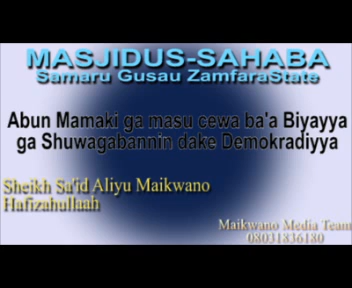 MASJIDUS-SAHABA
Samaru Gusau ZamfaraState
Abun Mamaki ga masu cewa ba'a Biyayya
ga Shuwagabannin dake Demokradiyya
Sheikh Sa'id Aliyu Maikwano
Hafizahullaah
Maikwano Media Team
08031836180